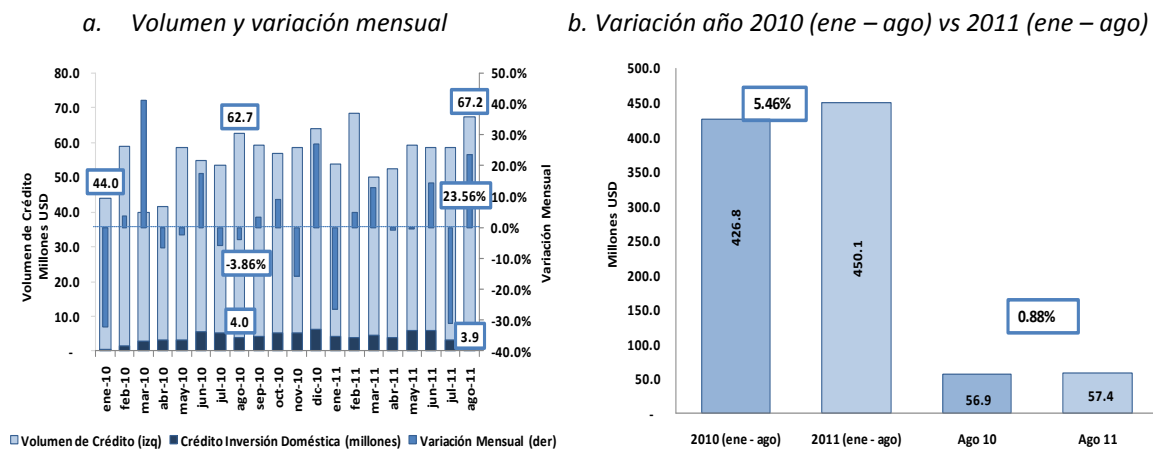 a. Volumen y variación mensual
80.0
70.0
60.0
50.0
40.0
30.0
20.0
10.0
-
Volumen de Crédito
Millones USD
50.0%
40.0%
30.0%
20.0%
10.0%
0.0%
-10.0%
-20.0%
-30.0%
-40.0%
Variación Mensual
44.0
62.7
67.2
23.56%
-3.86%
4.0
3.9
ene-10
feb-10
mar-10
abr-10
may-10
jun-10
jul-10
ago-10
sep-10
oct-10
nov-10
dic-10
ene-11
feb-11
mar-11
abr-11
may-11
jun-11
jul-11
ago-11
Volumen de Crédito (izq) Crédito Inversión Doméstica (millones) Variación Mensual (der)
b. Variación año 2010 (ene – ago) vs 2011 (ene – ago)
500.0
450.0
400.0
350.0
300.0
250.0
200.0
150.0
100.0
50.0
-
Millones USD
5.46%
426.8
450.1
0.88%
56.9
57.4
2010 (ene - ago)
2011 (ene - ago)
Ago 10
Ago 11